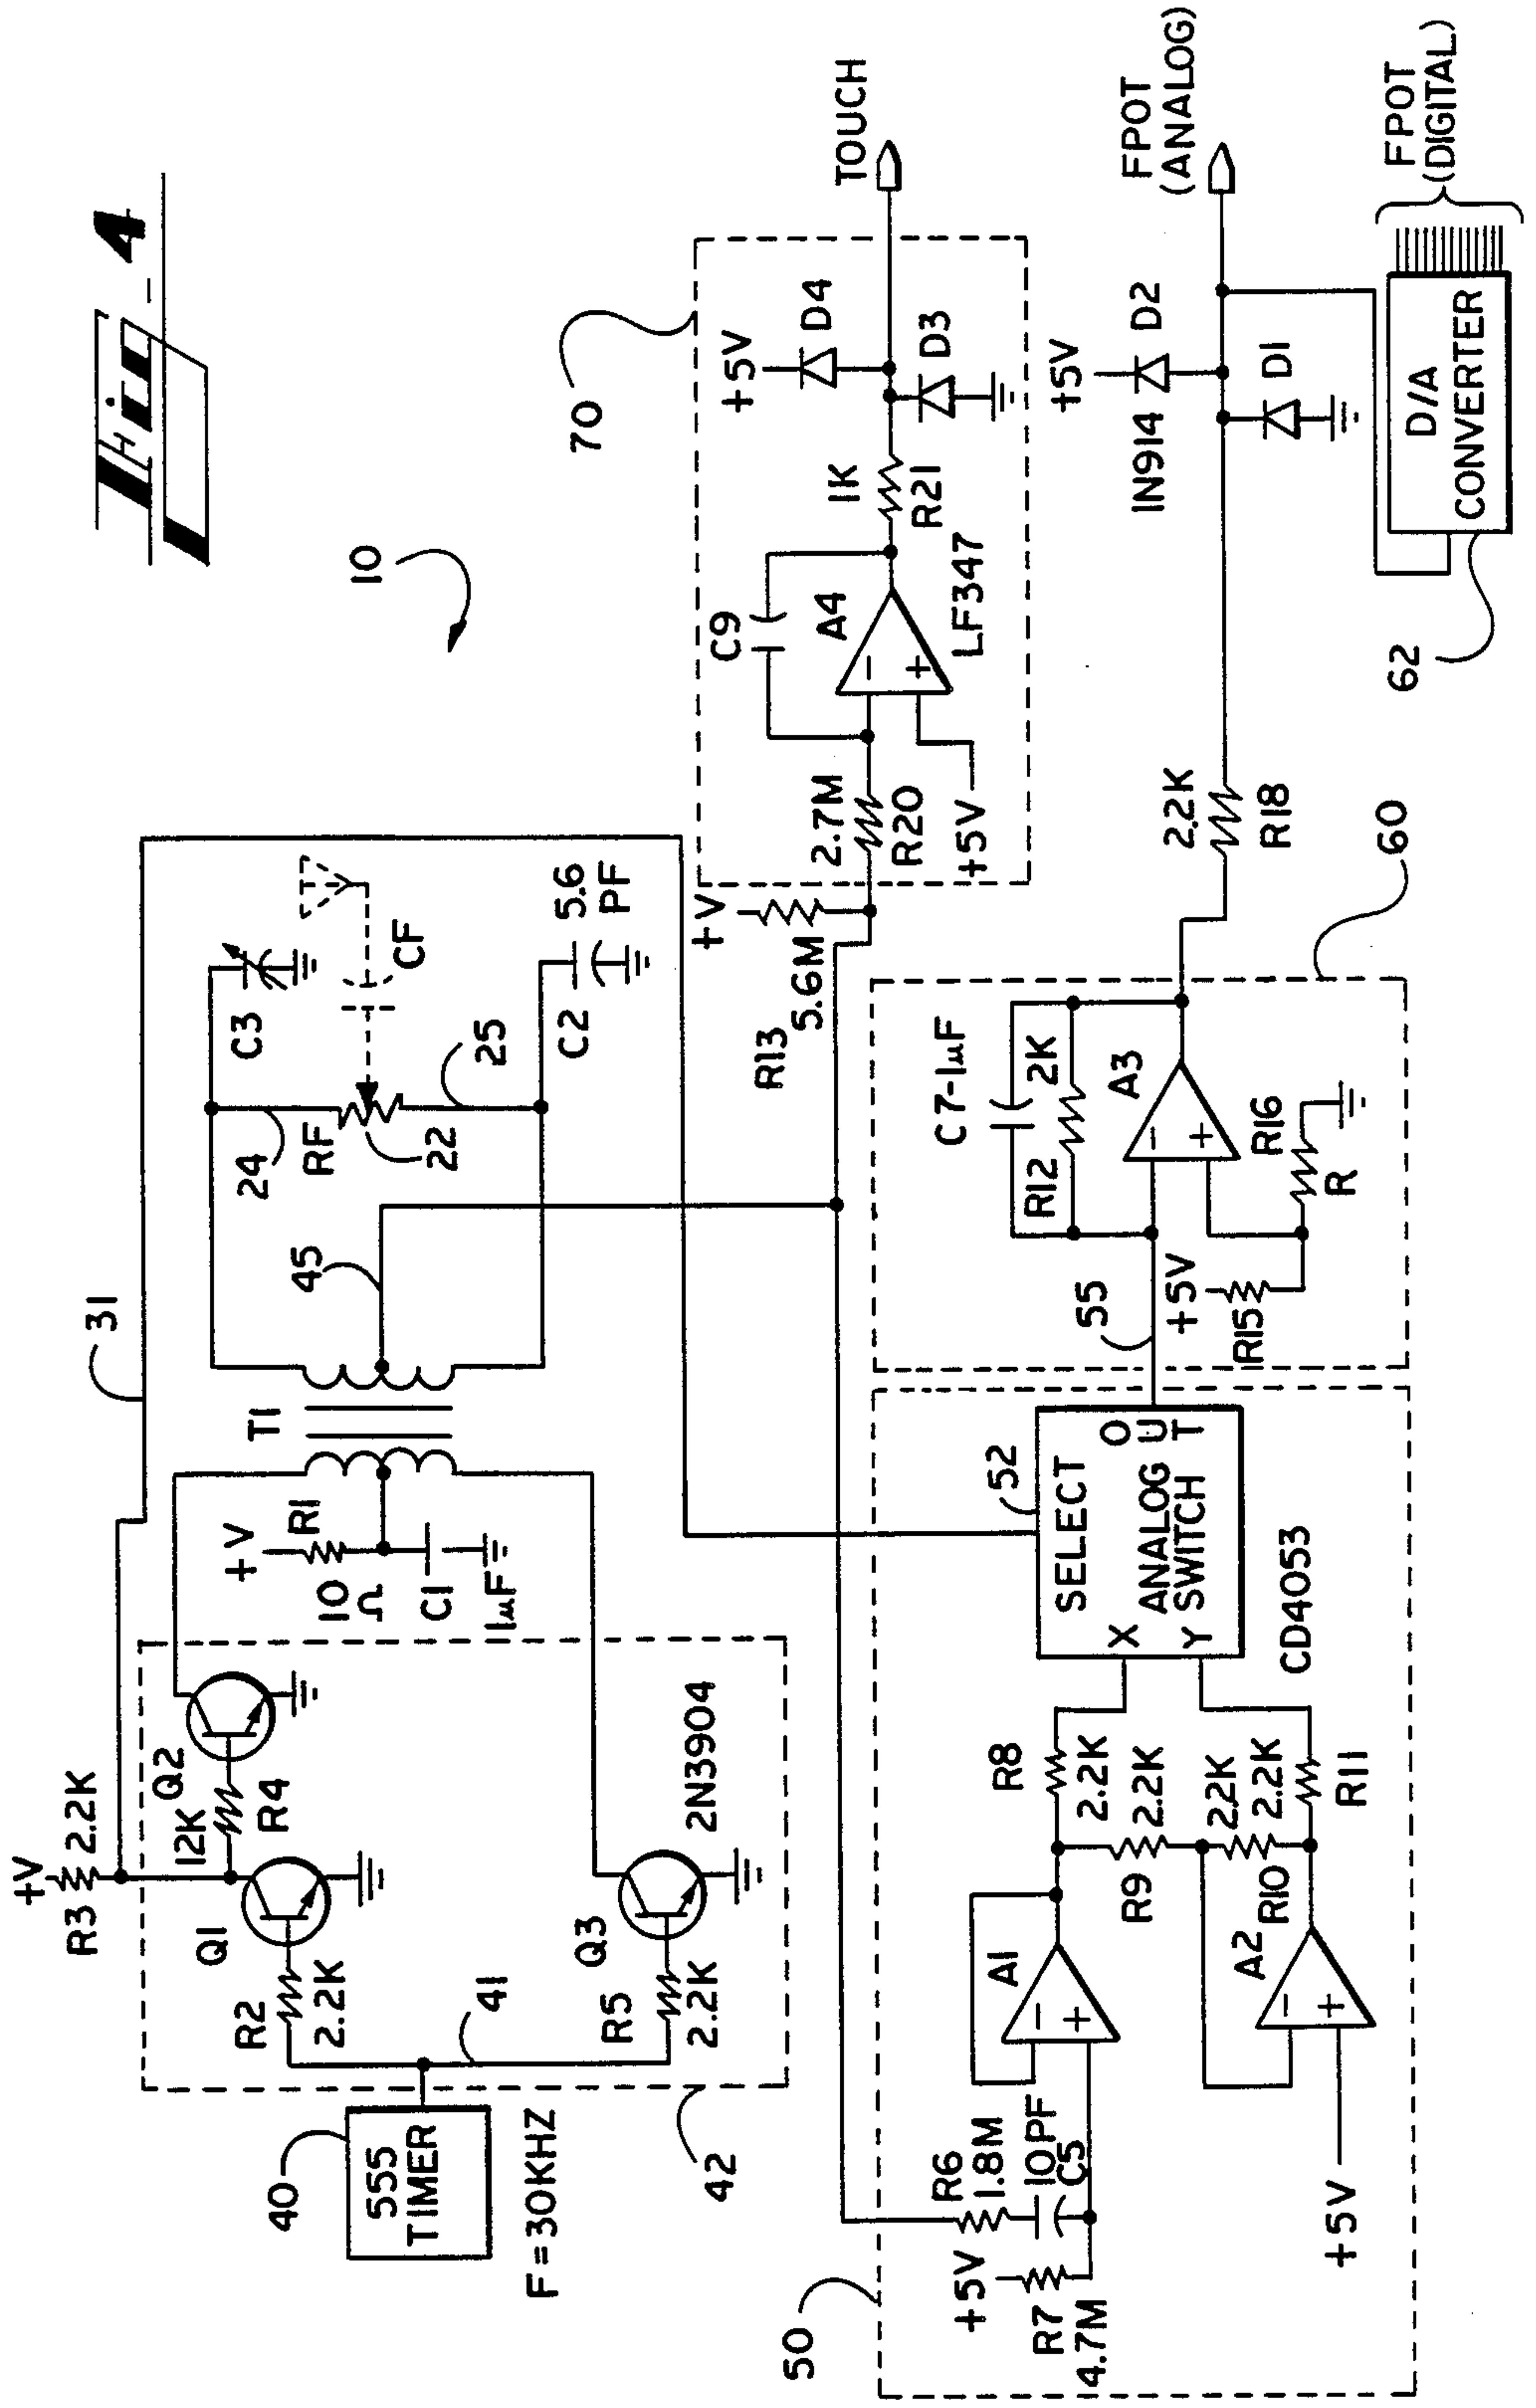 Fig_4
10
31
+V
R3 2.2K
Q1
R2
2.2K
12K
R4
Q2
40
555
TIMER
F=30KHZ
41
42
R5
2.2K
Q3
2N3904
+V
R1
10
Ω
C1
1µF
T1
45
24
RF
22
25
C3
CF
C2
5.6
PF
R13
5.6M
+V
70
2.7M
R20
+5V
C9
A4
-
+
LF347
1K
R21
+5V
D4
D3
TOUCH
50
+5V
R7
4.7M
R6
1.8M
10PF
C5
A1
-
+
R8
2.2K
R9
2.2K
R10
2.2K
A2
-
+
+5V
2.2K
R11
52
SELECT
X
ANALOG
SWITCH
Y
OUT
CD4053
55
60
C7-1µF
R12
2K
A3
-
+
+5V
R15
R16
R
2.2K
R18
1N914
+5V
D2
D1
FPOT
(ANALOG)
62
D/A
CONVERTER
FPOT
(DIGITAL)